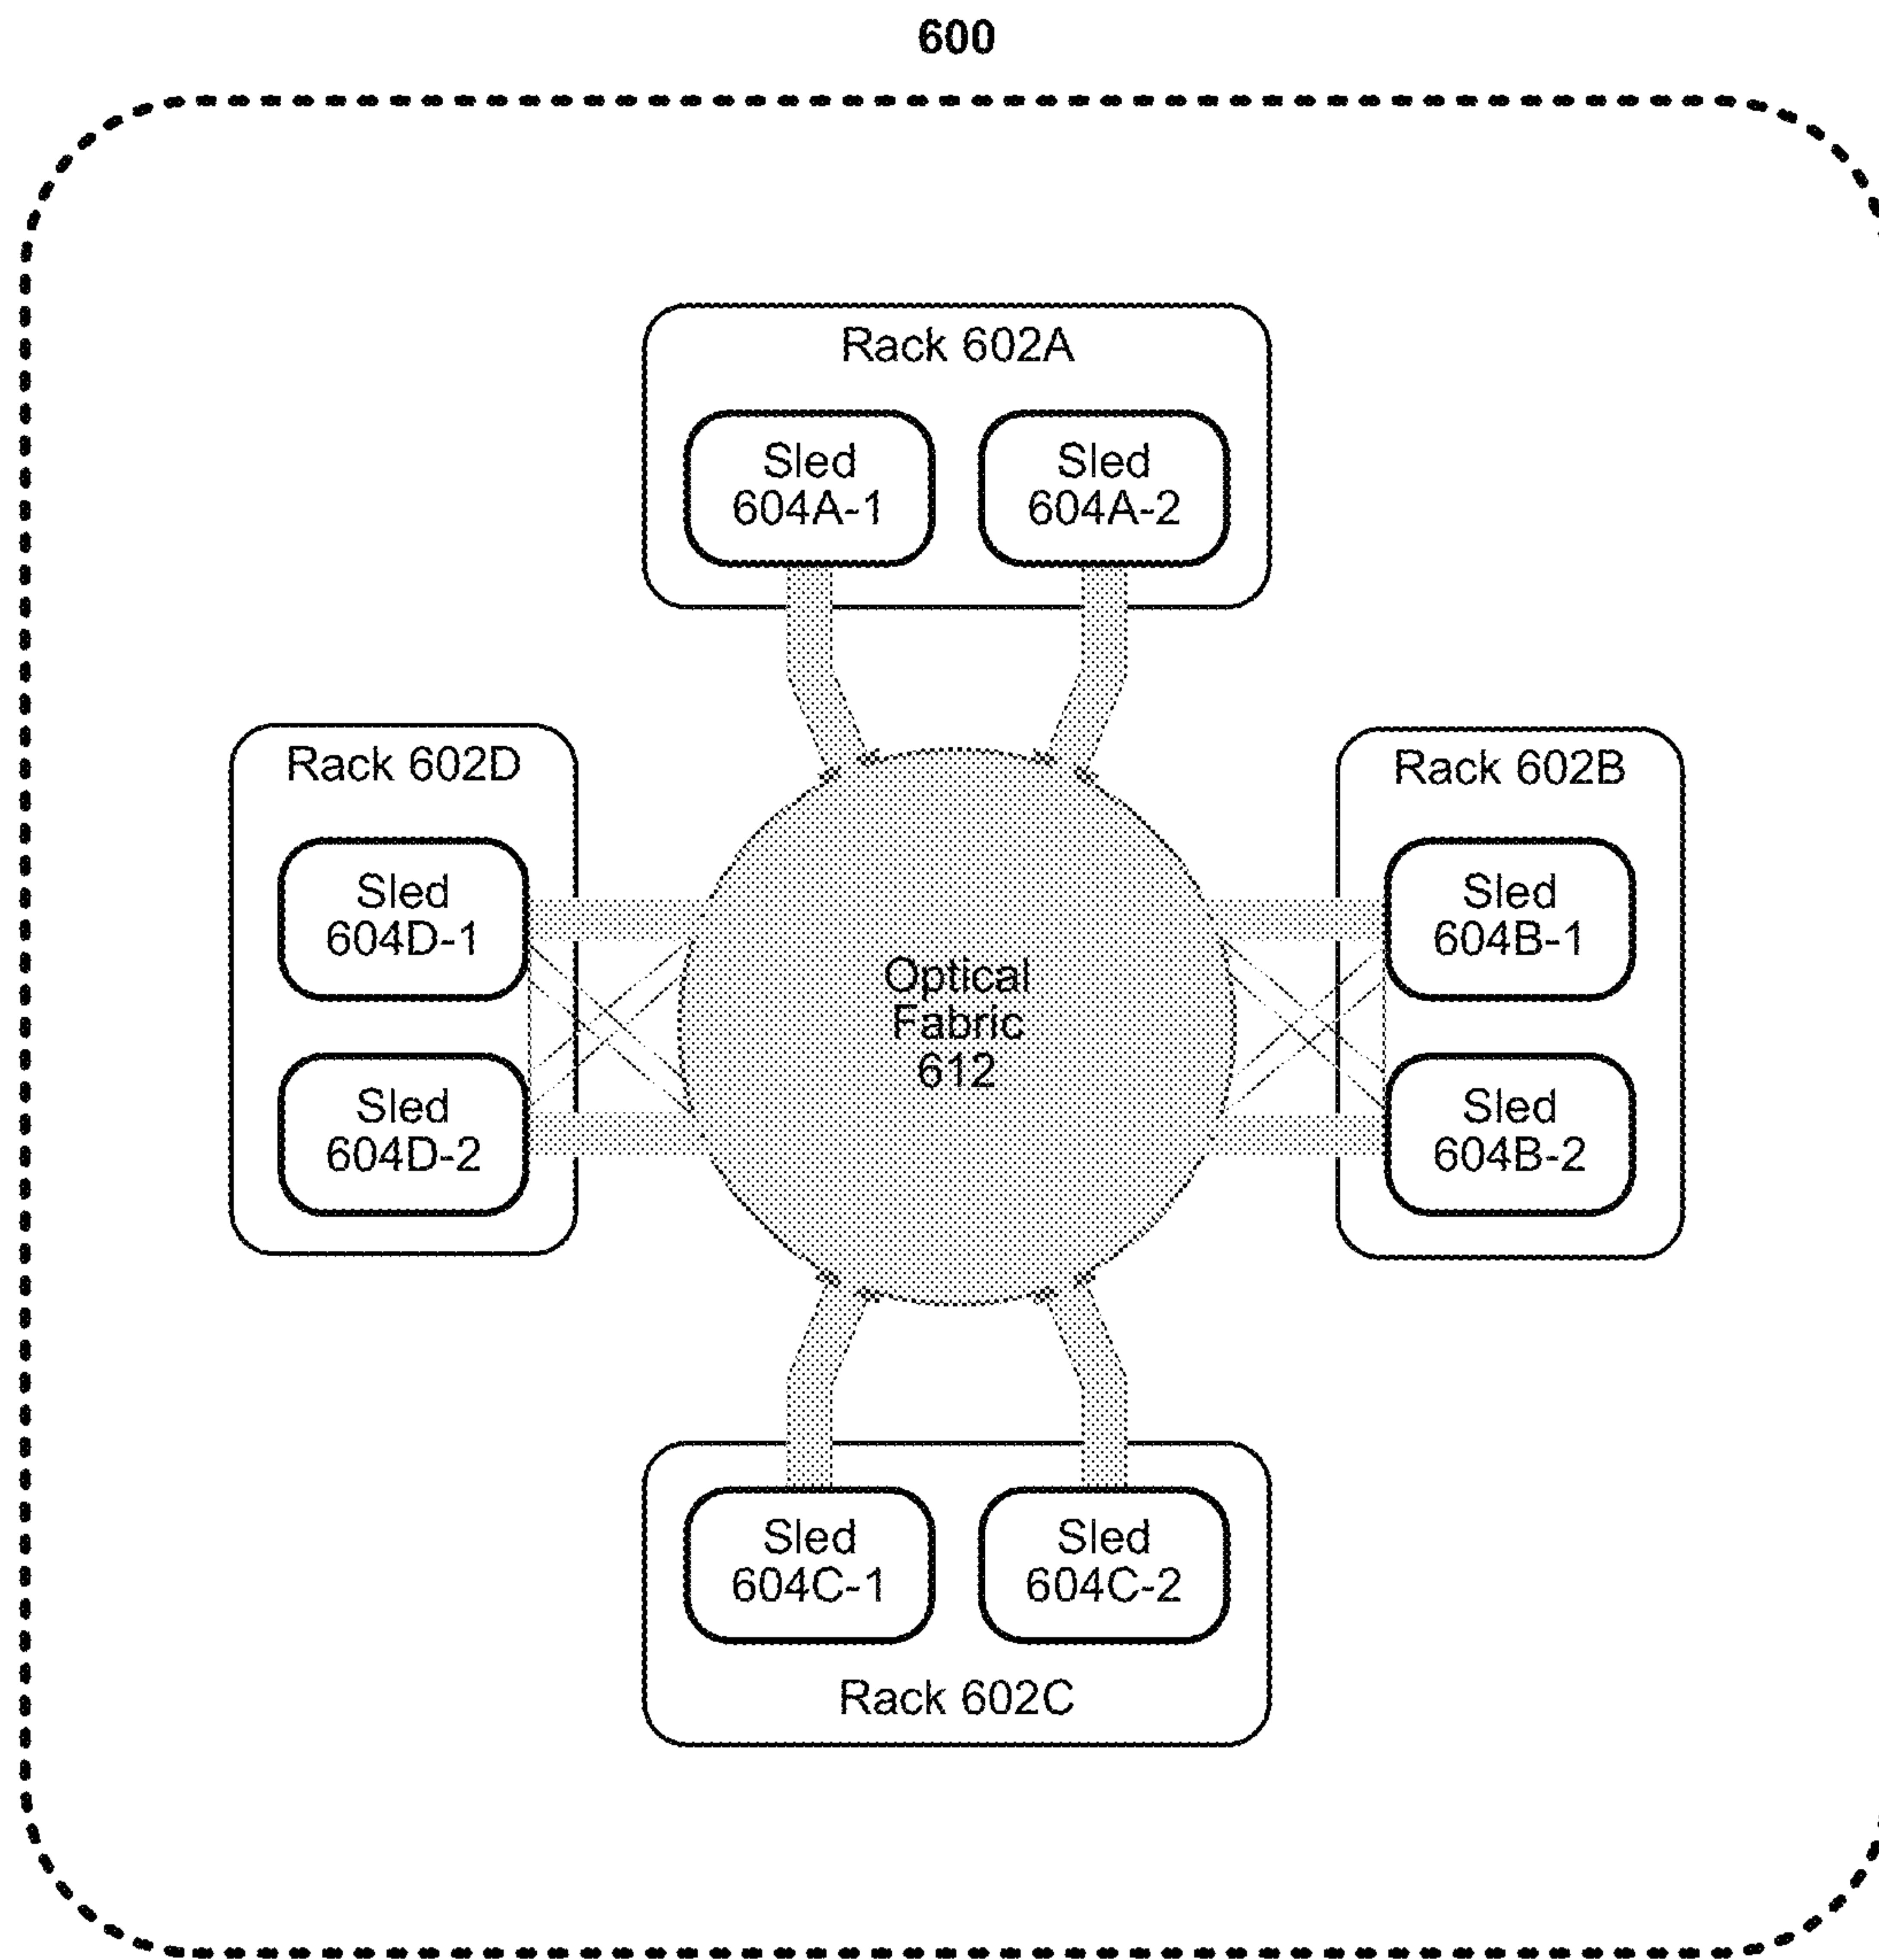 600
Rack 602A
Sled
604A-1
Sled
604A-2
Rack 602D
Sled
604D-1
Sled
604D-2
Optical
Fabric
612
Rack 602B
Sled
604B-1
Sled
604B-2
Sled
604C-1
Sled
604C-2
Rack 602C